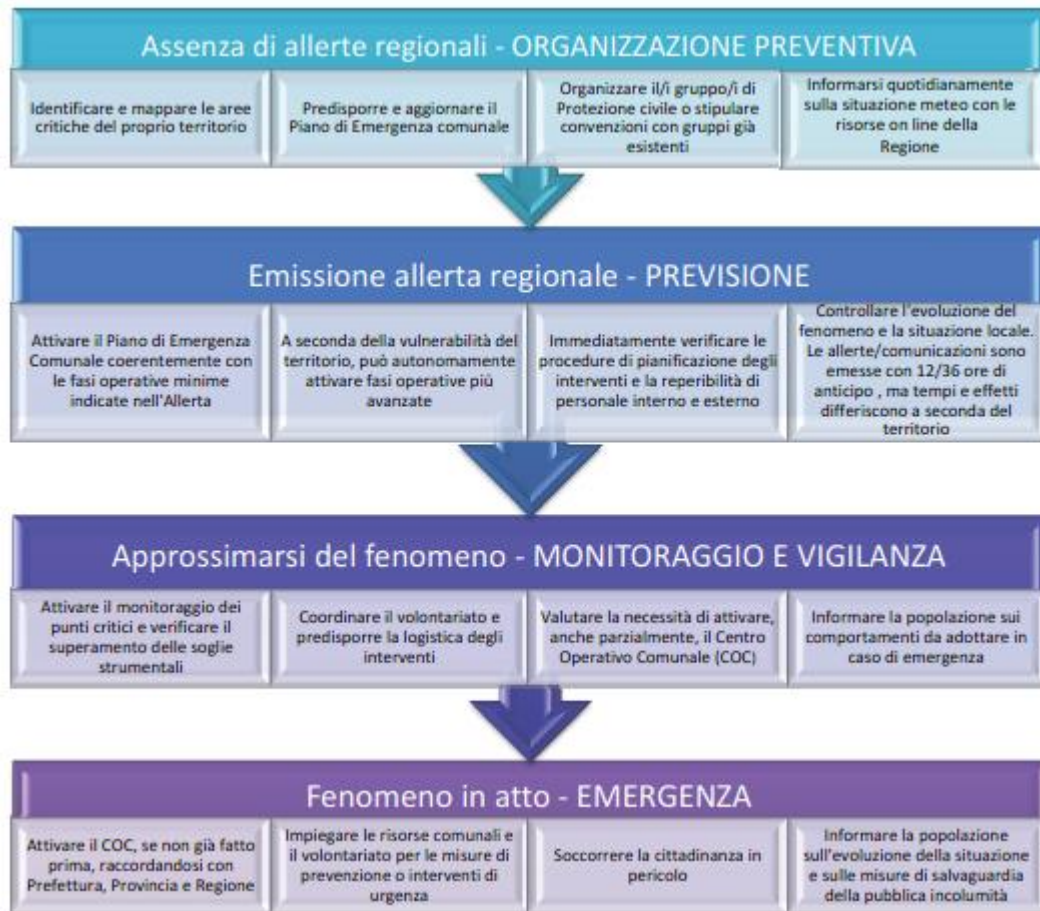 Assenza di allerte regionali - ORGANIZZAZIONE PREVENTIVA
Identificare e mappare le aree
critiche del proprio territorio
Predisporre e aggiornare il
Piano di Emergenza comunale
Organizzare il/i gruppo/i di
Protezione civile o stipulare
convenzioni con gruppi già
esistenti
Informarsi quotidianamente
sulla situazione meteo con le
risorse on line della
Regione
Emissione allerta regionale - PREVISIONE
Attivare il Piano di Emergenza
Comunale coerentemente con
le fasi operative minime
indicate nell'Allerta
A seconda della vulnerabilità del
territorio, può autonomamente
attivare fasi operative più
avanzate
Immediatamente verificare le
procedure di pianificazione degli
interventi e la reperibilità di
personale interno e esterno
Controllare l'evoluzione del
fenomeno e la situazione locale.
Le allerte/comunicazioni sono
emesse con 12/36 ore di
anticipo , ma tempi e effetti
differiscono a seconda del
territorio
Approssimarsi del fenomeno - MONITORAGGIO E VIGILANZA
Attivare il monitoraggio dei
punti critici e verificare il
superamento delle soglie
strumentali
Coordinare il volontariato e
predisporre la logistica degli
interventi
Valutare la necessità di attivare,
anche parzialmente, il Centro
Operativo Comunale (COC)
Informare la popolazione sui
comportamenti da adottare in
caso di emergenza
Fenomeno in atto - EMERGENZA
Attivare il COC, se non già fatto
prima, raccordandosi con
Prefettura, Provincia e Regione
Impiegare le risorse comunali e
il volontariato per le misure di
prevenzione o interventi di
urgenza
Soccorrere la cittadinanza in
pericolo
Informare la popolazione
sull'evoluzione della situazione
e sulle misure di salvaguardia
della pubblica incolumità